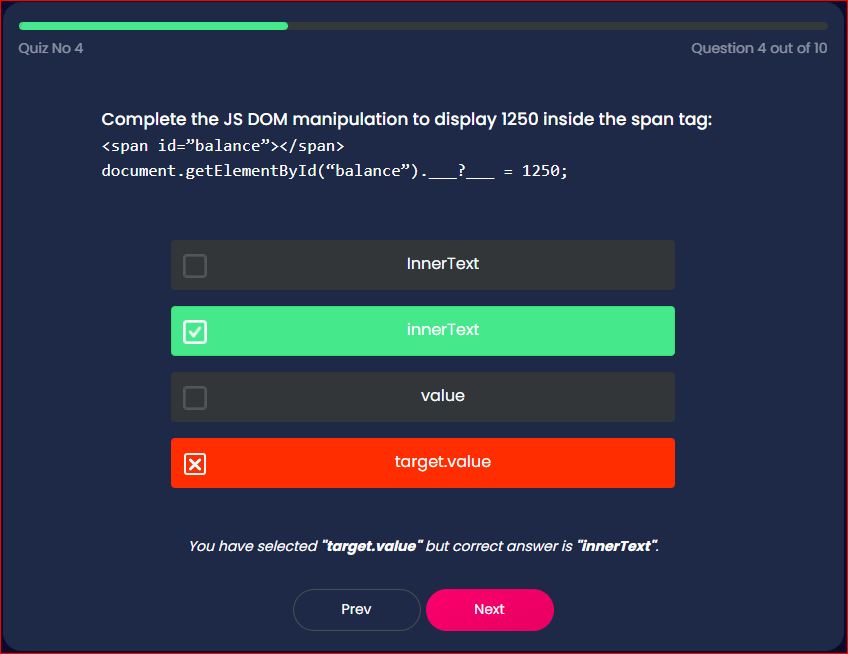 Quiz No 4
Question 4 out of 10
Complete the JS DOM manipulation to display 1250 inside the span tag:
<span id=”balance”></span>
document.getElementById(“balance”).___?___ = 1250;
InnerText
innerText
value
target.value
You have selected "target.value" but correct answer is "innerText".
Prev
Next